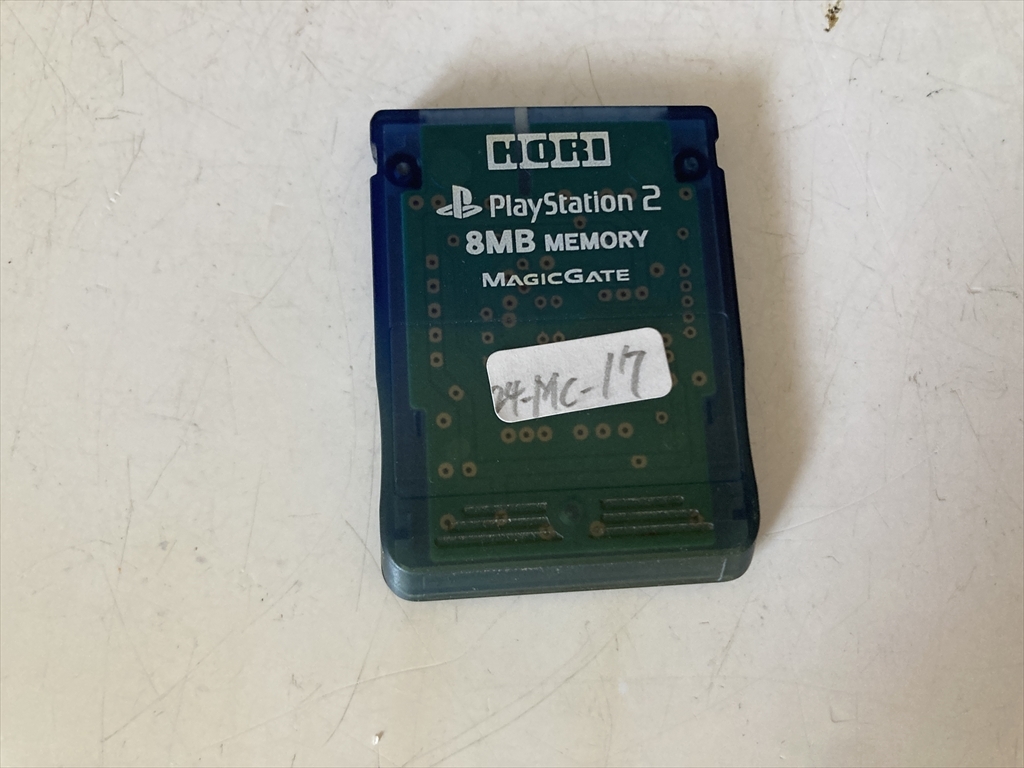 HORI
PlayStation 2
8MB MEMORY
MAGICGATE
24-MC-17